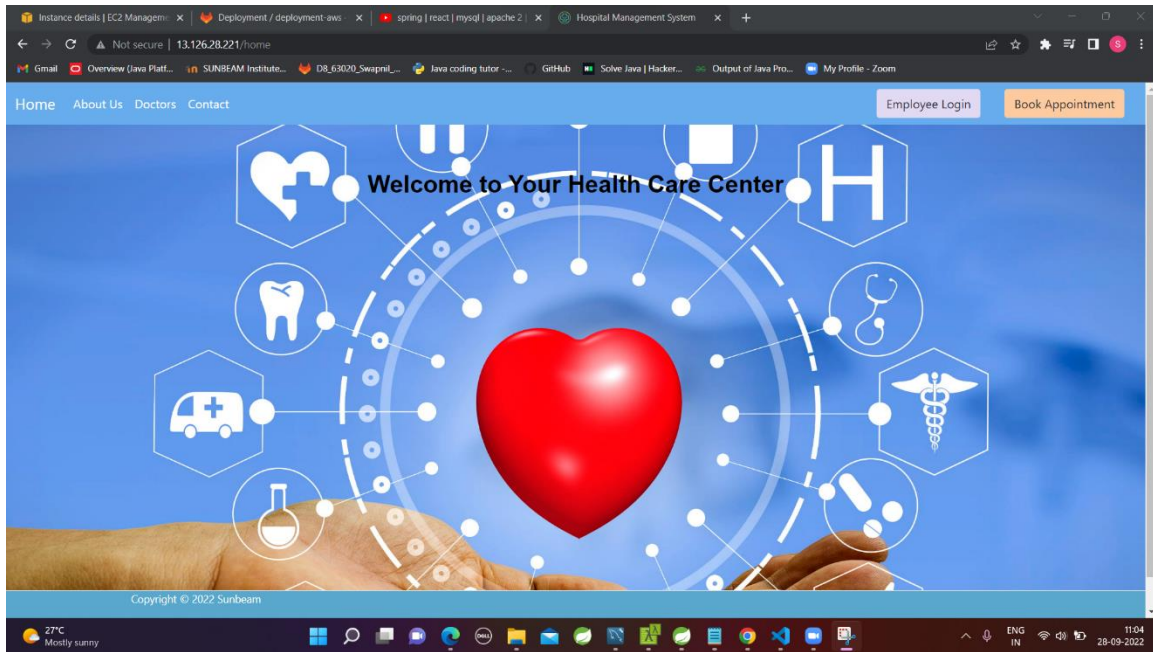 Instance details | EC2 Manageme
Deployment / deployment-aws
spring | react | mysql | apache 2 |
Hospital Management System
Not secure | 13.126.28.221/home
S
Gmail
Overview (Java Platf...
SUNBEAM Institute...
D8_63020_Swapnil_...
Java coding tutor -...
GitHub
Solve Java | Hacker...
Output of Java Pro...
My Profile - Zoom
Home About Us Doctors Contact
Employee Login
Book Appointment
Welcome to Your Health Care Center
H
Copyright © 2022 Sunbeam
27°C
Mostly sunny
DELL
ENG
IN
11:04
28-09-2022